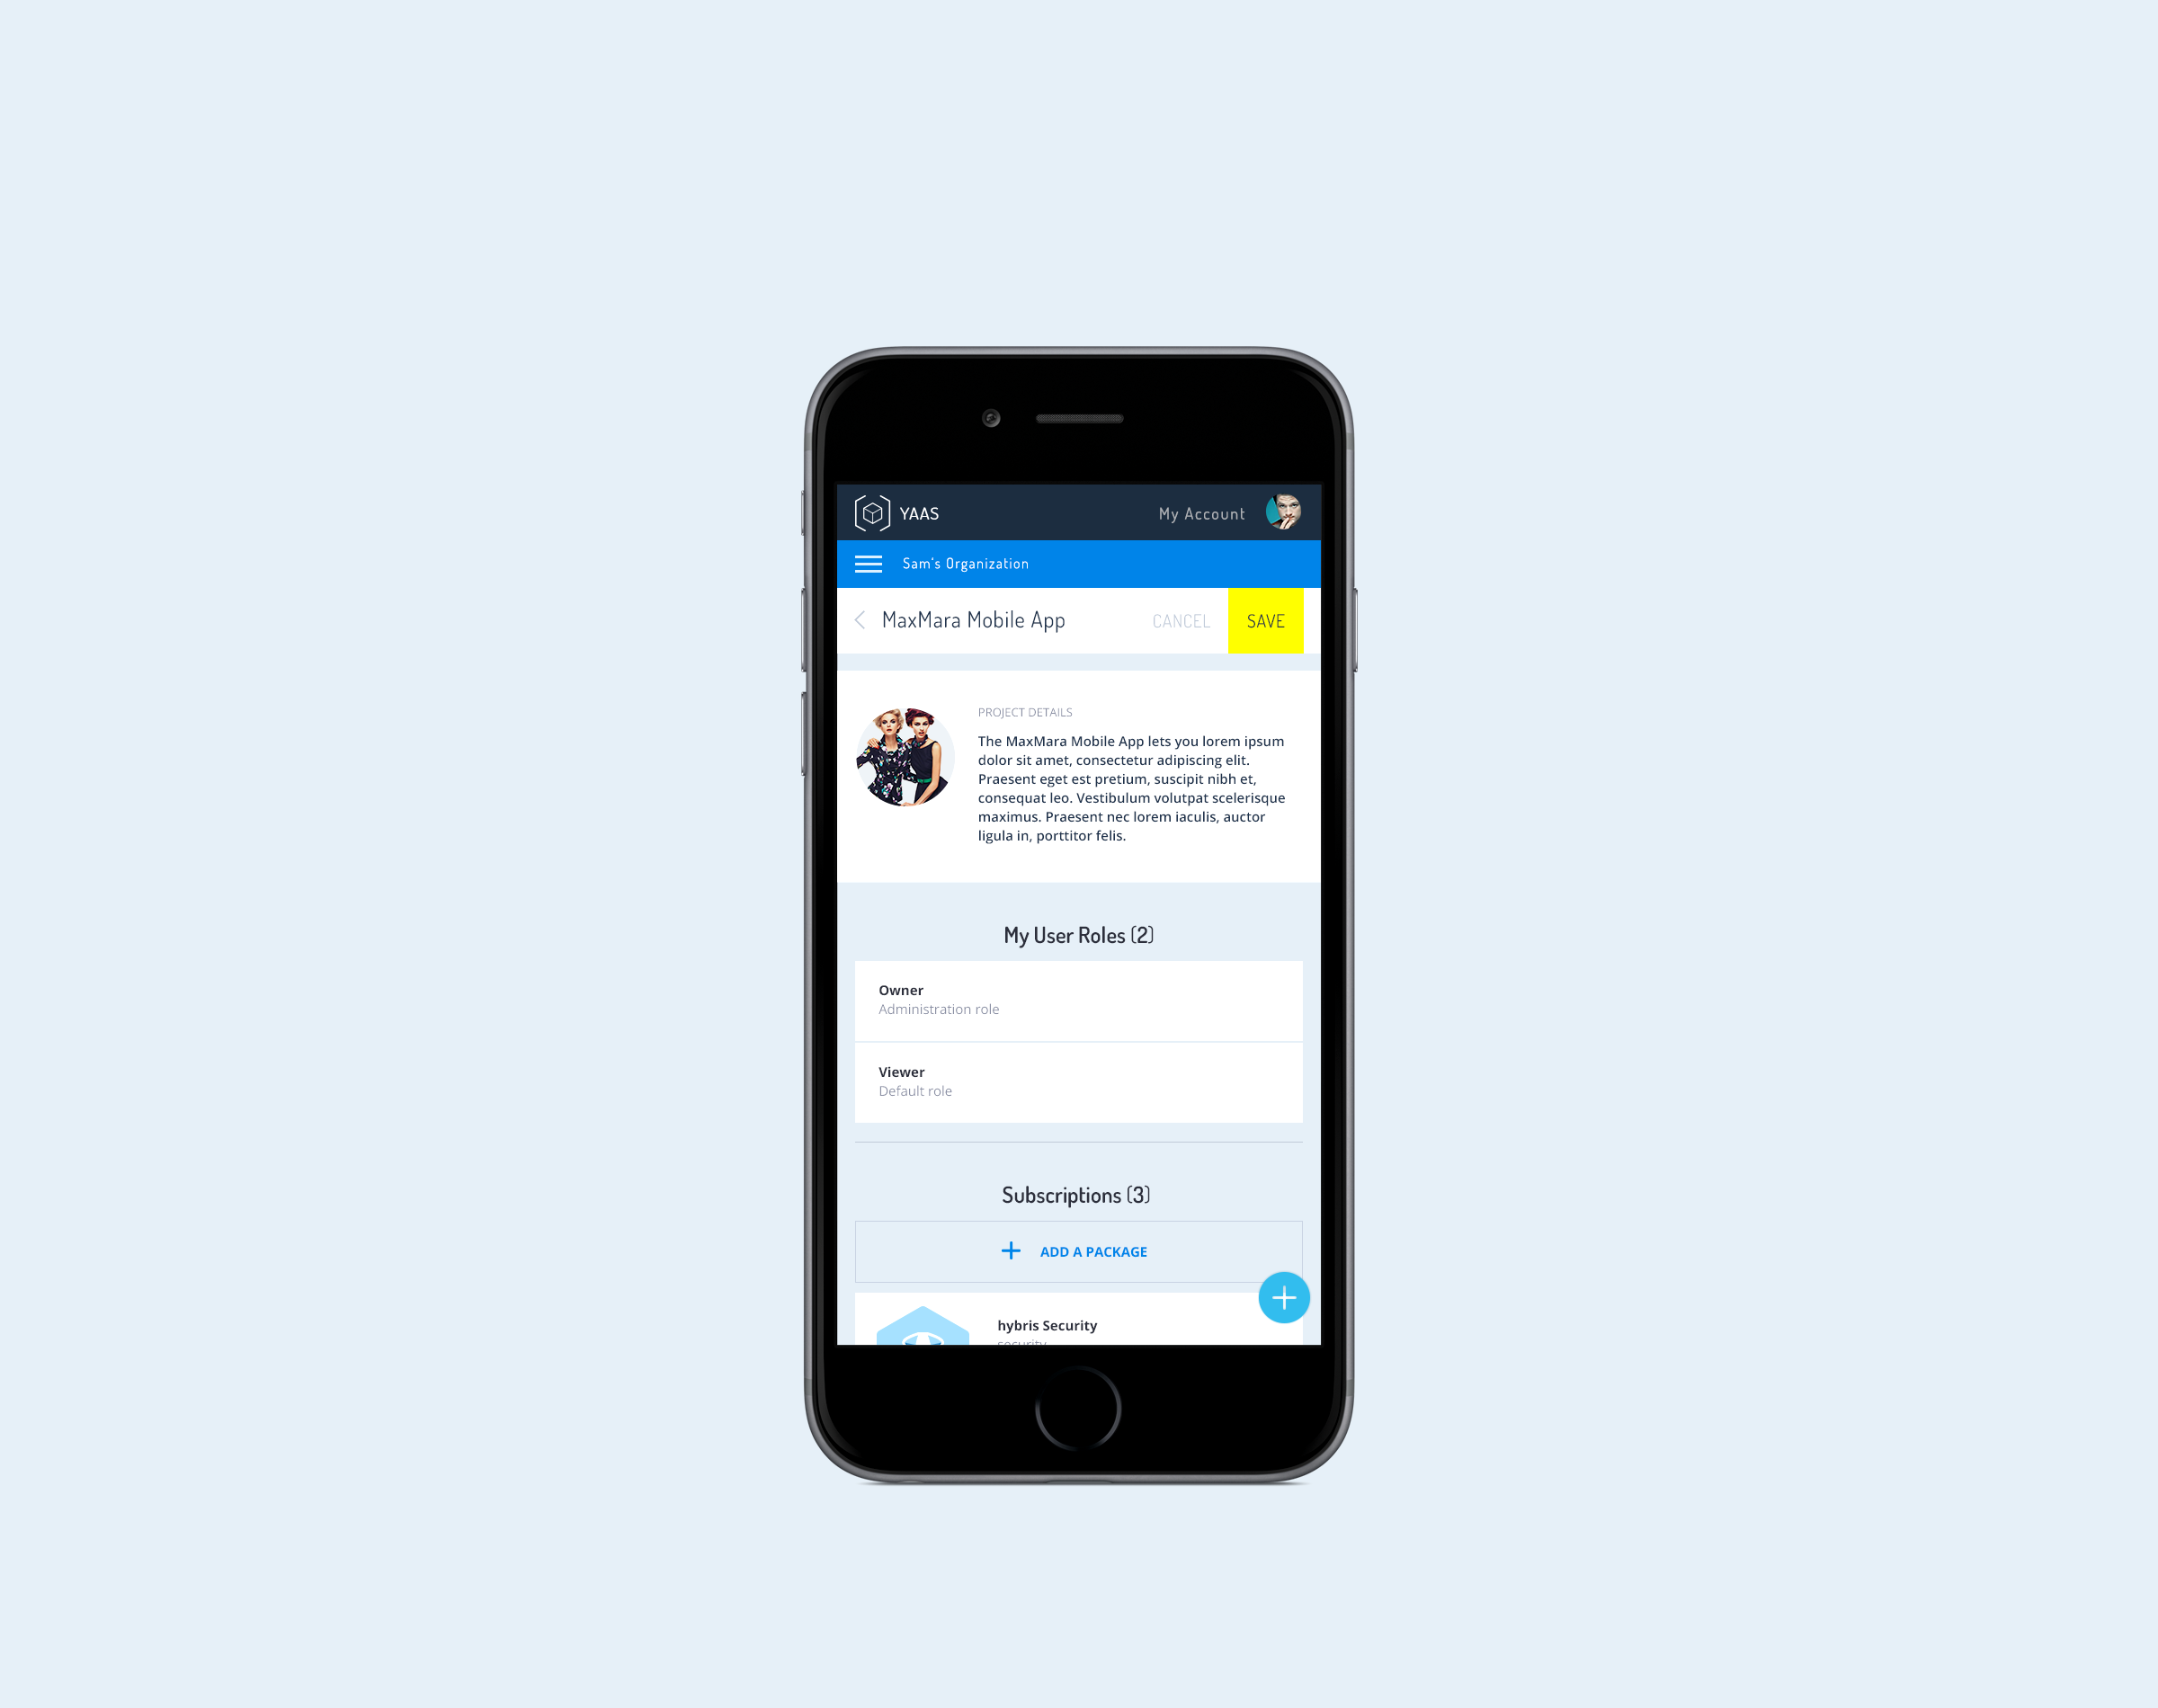 YAAS
My Account
Sam's Organization
MaxMara Mobile App
CANCEL
SAVE
PROJECT DETAILS
The MaxMara Mobile App lets you lorem ipsum
dolor sit amet, consectetur adipiscing elit.
Praesent eget est pretium, suscipit nibh et,
consequat leo. Vestibulum volutpat scelerisque
maximus. Praesent nec lorem iaculis, auctor
ligula in, porttitor felis.
My User Roles (2)
Owner
Administration role
Viewer
Default role
Subscriptions (3)
ADD A PACKAGE
hybris Security
security